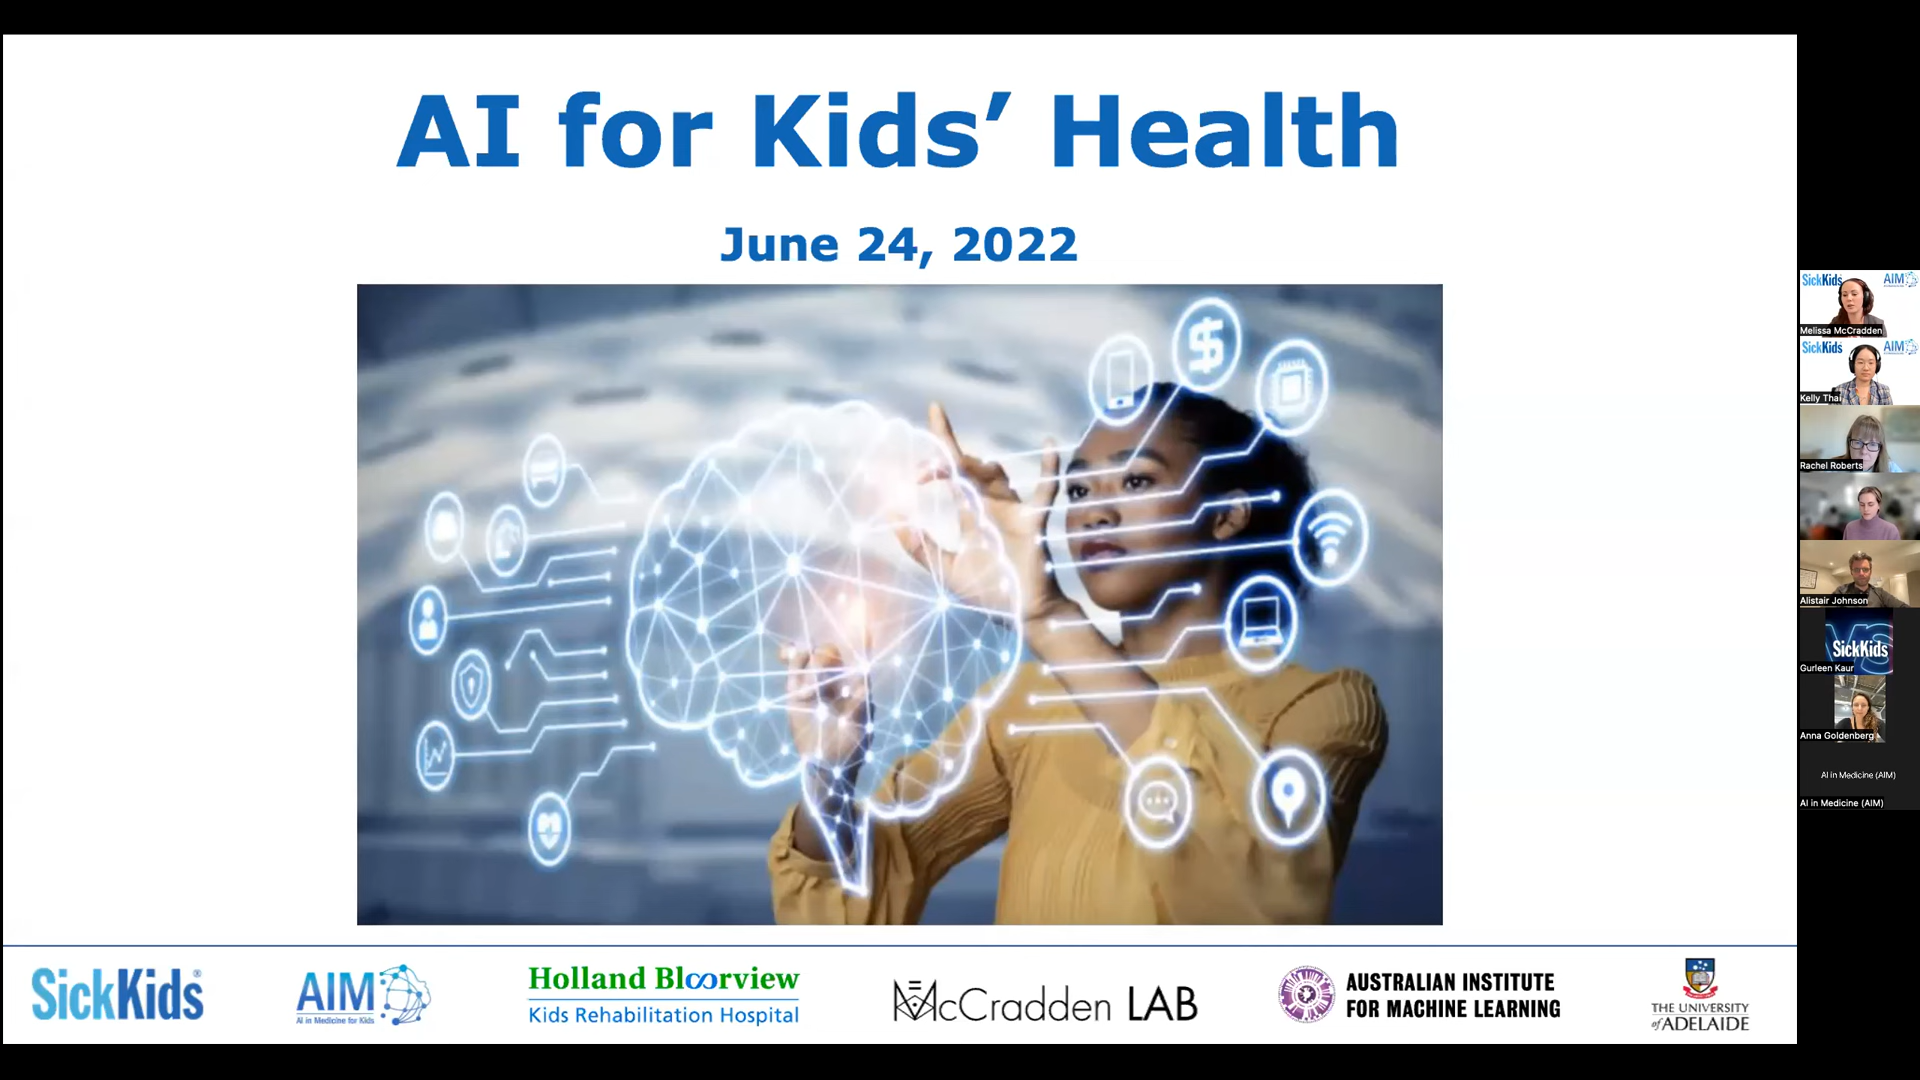 AI for Kids’ Health
June 24, 2022
SickKids®
AIM
AI in Medicine for Kids
Holland Bloorview
Kids Rehabilitation Hospital
McCradden LAB
AUSTRALIAN INSTITUTE
FOR MACHINE LEARNING
THE UNIVERSITY
of ADELAIDE
SickKids AIM
Melissa McCradden
SickKids AIM
Kelly Thai
Rachel Roberts
Alistair Johnson
SickKids
Gurleen Kaur
Anna Goldenberg
AI in Medicine (AIM)
AI in Medicine (AIM)